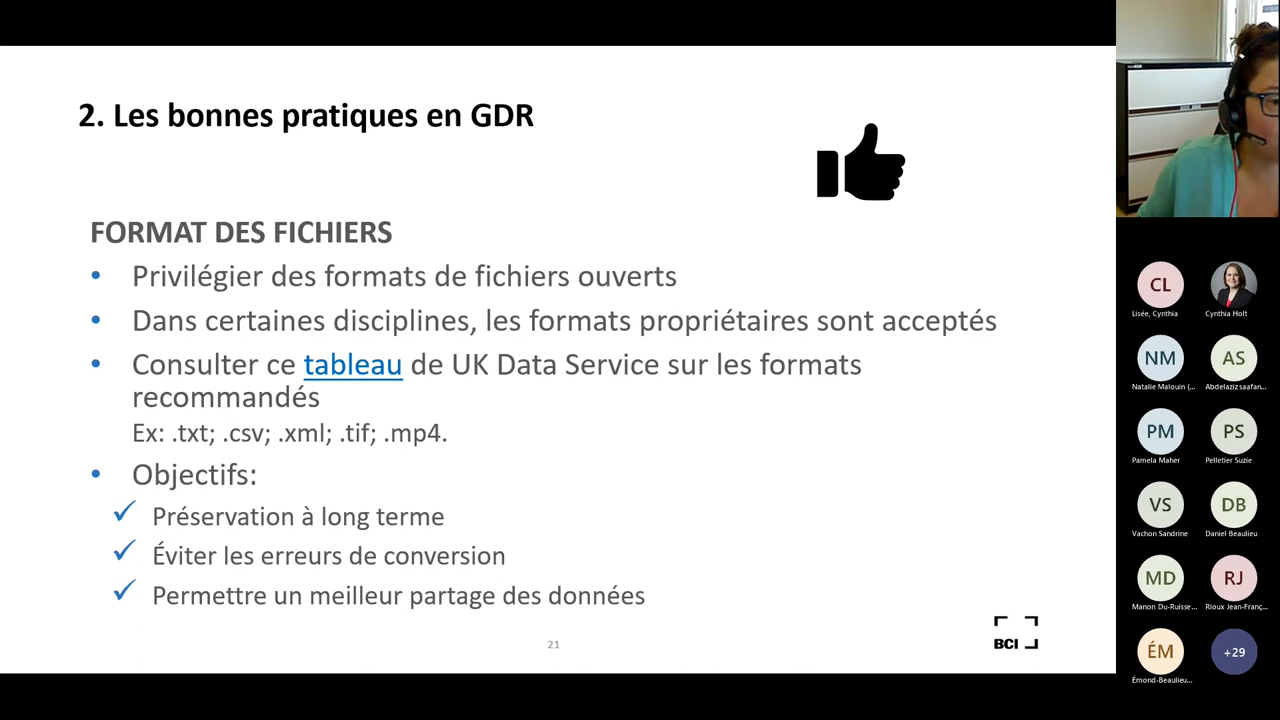 2. Les bonnes pratiques en GDR
FORMAT DES FICHIERS
• Privilégier des formats de fichiers ouverts
• Dans certaines disciplines, les formats propriétaires sont acceptés
• Consulter ce tableau de UK Data Service sur les formats
recommandés
Ex: .txt; .csv; .xml; .tif; .mp4.
• Objectifs:
✓ Préservation à long terme
✓ Éviter les erreurs de conversion
✓ Permettre un meilleur partage des données
21
BCI
CL
Lisée, Cynthia
Cynthia Holt
NM
AS
Natalie Malouin (...
Abdelaziz saafan...
PM
PS
Pamela Maher
Pelletier Suzie
VS
DB
Vachon Sandrine
Daniel Beaulieu
MD
RJ
Manon Du-Ruisse...
Rioux Jean-Franç...
ÉM
+29
Émond-Beaulieu...